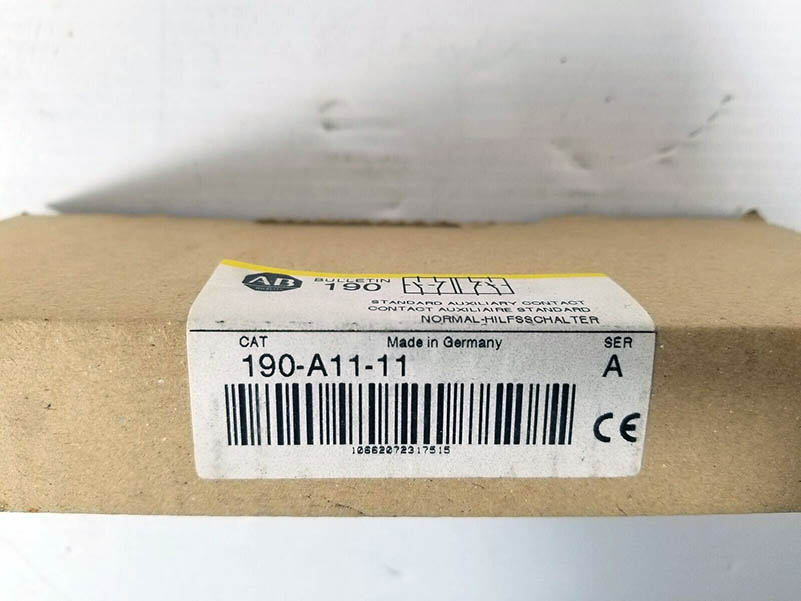 AB
BULLETIN
190
STANDARD AUXILIARY CONTACT
CONTACT AUXILIAIRE STANDARD
NORMAL-HILFSSCHALTER
CAT Made in Germany SER
190-A11-11 A
CE
10662072317515